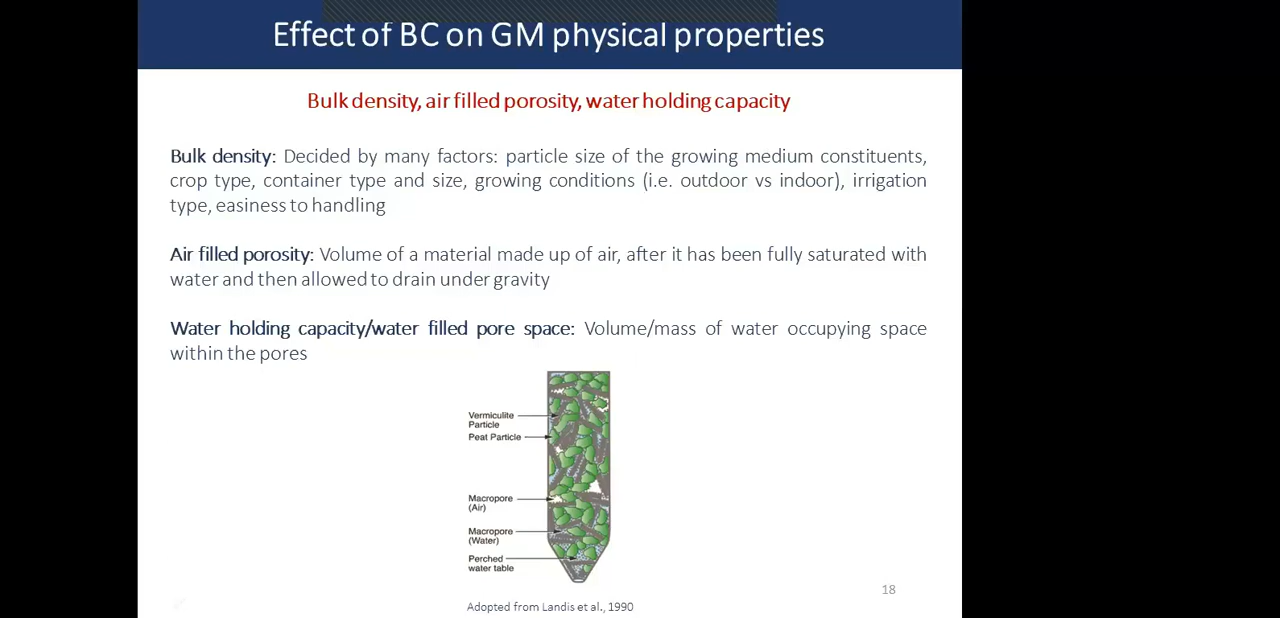 Effect of BC on GM physical properties
Bulk density, air filled porosity, water holding capacity
Bulk density: Decided by many factors: particle size of the growing medium constituents,
crop type, container type and size, growing conditions (i.e. outdoor vs indoor), irrigation
type, easiness to handling
Air filled porosity: Volume of a material made up of air, after it has been fully saturated with
water and then allowed to drain under gravity
Water holding capacity/water filled pore space: Volume/mass of water occupying space
within the pores
Vermiculite
Particle
Peat Particle
Macropore
(Air)
Macropore
(Water)
Perched
water table
18
Adopted from Landis et al., 1990